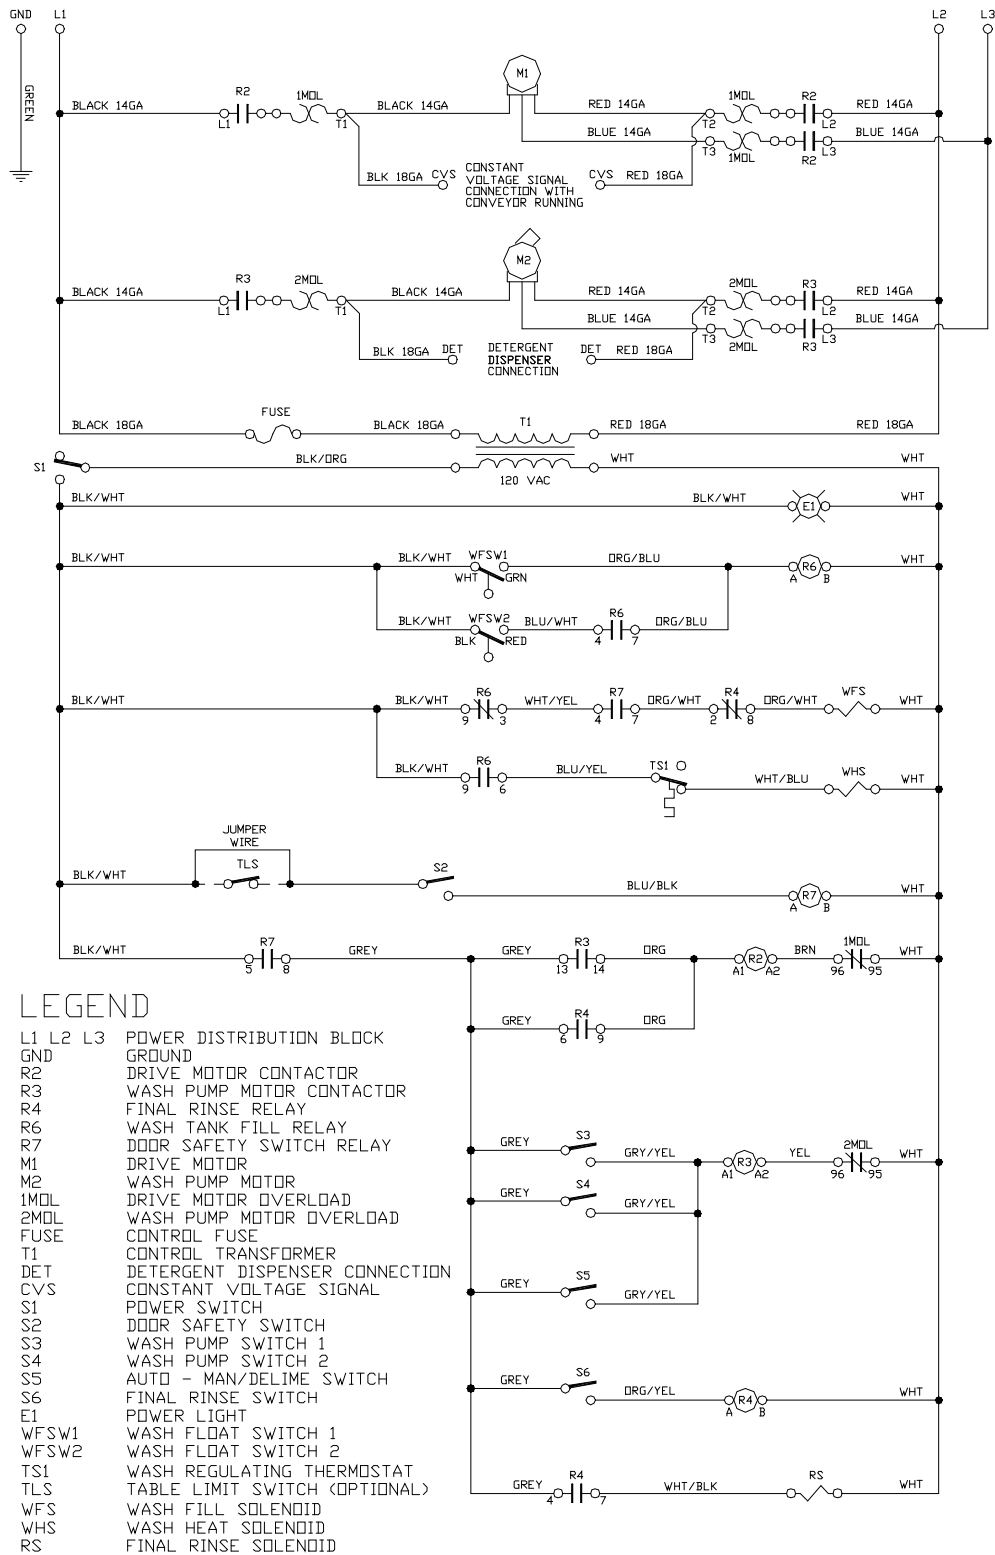 GND L1 L2 L3
GREEN
M1
BLACK 14GA R2 1MOL BLACK 14GA RED 14GA 1MOL R2 RED 14GA
L1 T1 T2 L2
BLUE 14GA BLUE 14GA
T3 1MOL R2 L3
BLK 18GA CVS CONSTANT CVS RED 18GA
VOLTAGE SIGNAL
CONNECTION WITH
CONVEYOR RUNNING
M2
BLACK 14GA R3 2MOL BLACK 14GA RED 14GA 2MOL R3 RED 14GA
L1 T1 T2 L2
BLUE 14GA BLUE 14GA
T3 2MOL R3 L3
BLK 18GA DET DETERGENT DET RED 18GA
DISPENSER
CONNECTION
BLACK 18GA FUSE BLACK 18GA T1 RED 18GA RED 18GA
S1 BLK/ORG WHT WHT
120 VAC
BLK/WHT BLK/WHT E1 WHT
BLK/WHT BLK/WHT WFSW1 ORG/BLU R6 WHT
WHT GRN A B
BLK/WHT WFSW2 BLU/WHT R6 ORG/BLU
BLK RED 4 7
BLK/WHT BLK/WHT R6 WHT/YEL R7 ORG/WHT R4 ORG/WHT WFS WHT
9 3 4 7 2 8
BLK/WHT R6 BLU/YEL TS1 WHT/BLU WHS WHT
9 6
JUMPER
WIRE
BLK/WHT TLS S2 BLU/BLK R7 WHT
A B
BLK/WHT R7 GREY GREY R3 ORG R2 BRN 1MOL WHT
5 8 13 14 A1 A2 96 95
GREY R4 ORG
6 9
GREY S3 GRY/YEL R3 YEL 2MOL WHT
A1 A2 96 95
GREY S4 GRY/YEL
GREY S5 GRY/YEL
GREY S6 ORG/YEL R4 WHT
A B
GREY R4 WHT/BLK RS WHT
4 7
LEGEND
L1 L2 L3 POWER DISTRIBUTION BLOCK
GND GROUND
R2 DRIVE MOTOR CONTACTOR
R3 WASH PUMP MOTOR CONTACTOR
R4 FINAL RINSE RELAY
R6 WASH TANK FILL RELAY
R7 DOOR SAFETY SWITCH RELAY
M1 DRIVE MOTOR
M2 WASH PUMP MOTOR
1MOL DRIVE MOTOR OVERLOAD
2MOL WASH PUMP MOTOR OVERLOAD
FUSE CONTROL FUSE
T1 CONTROL TRANSFORMER
DET DETERGENT DISPENSER CONNECTION
CVS CONSTANT VOLTAGE SIGNAL
S1 POWER SWITCH
S2 DOOR SAFETY SWITCH
S3 WASH PUMP SWITCH 1
S4 WASH PUMP SWITCH 2
S5 AUTO - MAN/DELIME SWITCH
S6 FINAL RINSE SWITCH
E1 POWER LIGHT
WFSW1 WASH FLOAT SWITCH 1
WFSW2 WASH FLOAT SWITCH 2
TS1 WASH REGULATING THERMOSTAT
TLS TABLE LIMIT SWITCH (OPTIONAL)
WFS WASH FILL SOLENOID
WHS WASH HEAT SOLENOID
RS FINAL RINSE SOLENOID